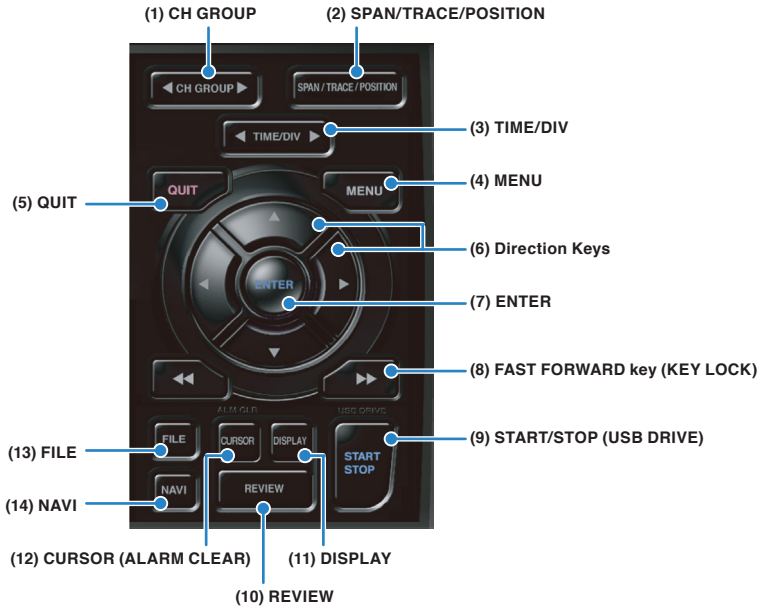 (1) CH GROUP
(2) SPAN/TRACE/POSITION
◀ CH GROUP ▶
SPAN / TRACE / POSITION
◀ TIME/DIV ▶
(3) TIME/DIV
QUIT
MENU
(4) MENU
(5) QUIT
(6) Direction Keys
ENTER
(7) ENTER
(8) FAST FORWARD key (KEY LOCK)
ALM CLR
USB DRIVE
FILE
CURSOR
DISPLAY
START
STOP
(9) START/STOP (USB DRIVE)
(13) FILE
NAVI
REVIEW
(14) NAVI
(12) CURSOR (ALARM CLEAR)
(11) DISPLAY
(10) REVIEW